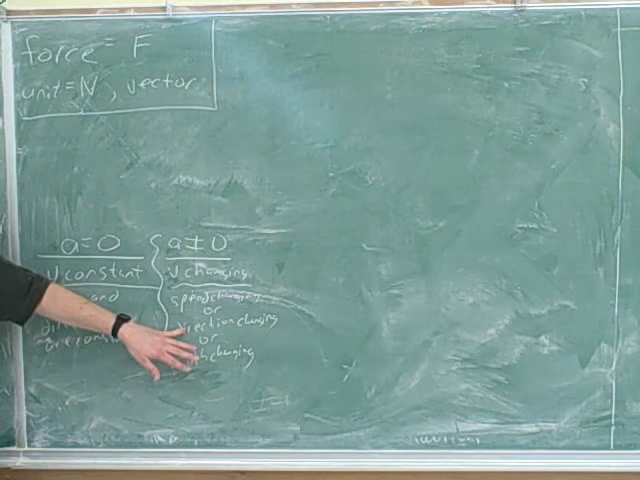 force = F
unit = N, vector
a=0
v constant
and
a≠0
v changing
speed changing
or
direction changing
or
changing